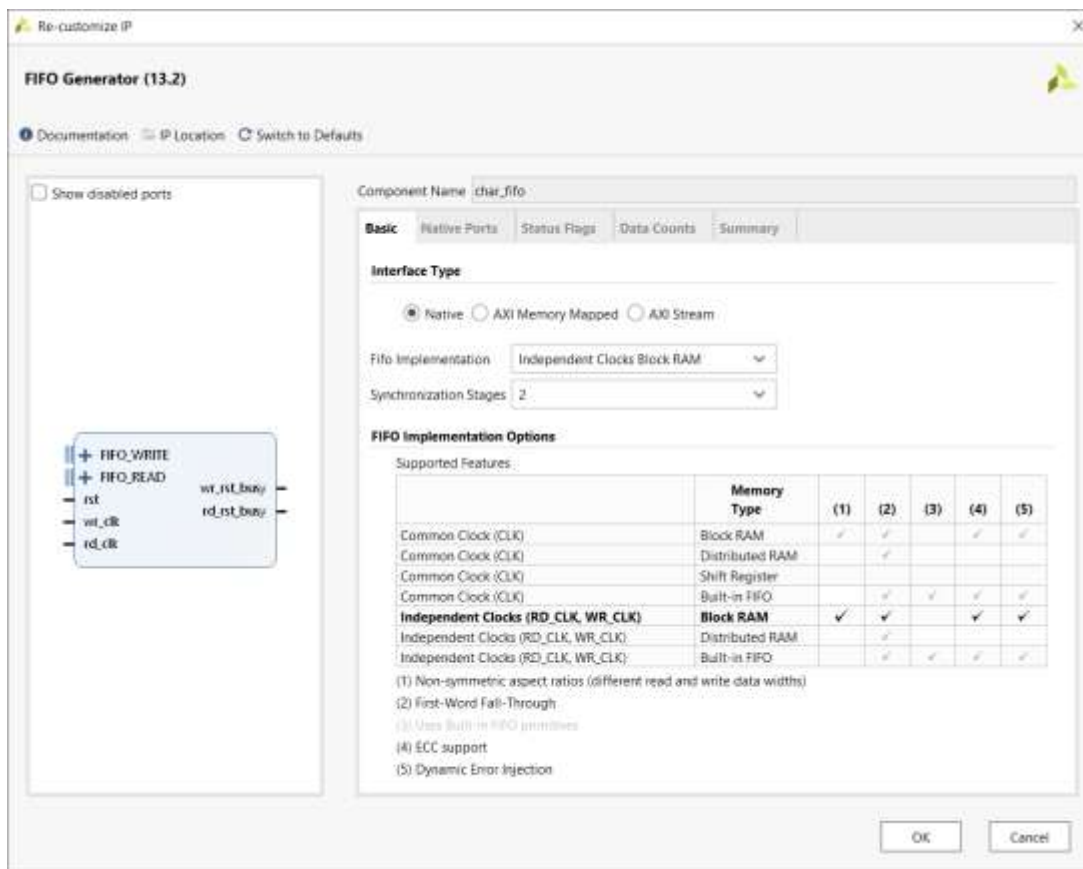 Re-customize IP
FIFO Generator (13.2)
Documentation IP Location Switch to Defaults
Show disabled ports
FIFO_WRITE
FIFO_READ
rst
wr_clk
rd_clk
wr_rst_busy
rd_rst_busy
Component Name char_fifo
Basic Native Ports Status Flags Data Counts Summary
Interface Type
Native AXI Memory Mapped AXI Stream
Fifo Implementation Independent Clocks Block RAM
Synchronization Stages 2
FIFO Implementation Options
Supported Features
Memory Type (1) (2) (3) (4) (5)
Common Clock (CLK) Block RAM ✓ ✓ ✓ ✓
Common Clock (CLK) Distributed RAM ✓
Common Clock (CLK) Shift Register
Common Clock (CLK) Built-in FIFO ✓ ✓ ✓ ✓
Independent Clocks (RD_CLK, WR_CLK) Block RAM ✓ ✓ ✓ ✓
Independent Clocks (RD_CLK, WR_CLK) Distributed RAM ✓
Independent Clocks (RD_CLK, WR_CLK) Built-in FIFO ✓ ✓ ✓ ✓
(1) Non-symmetric aspect ratios (different read and write data widths)
(2) First-Word Fall-Through
(3) Uses Built-in FIFO primitives
(4) ECC support
(5) Dynamic Error Injection
OK Cancel